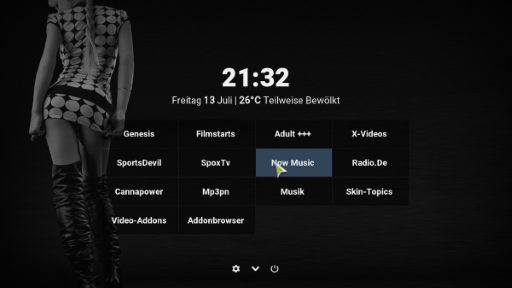 21:32
Freitag 13 Juli | 26°C Teilweise Bewölkt
Genesis Filmstarts Adult +++ X-Videos
SportsDevil SpoxTv Now Music Radio.De
Cannapower Mp3pn Musik Skin-Topics
Video-Addons Addonbrowser